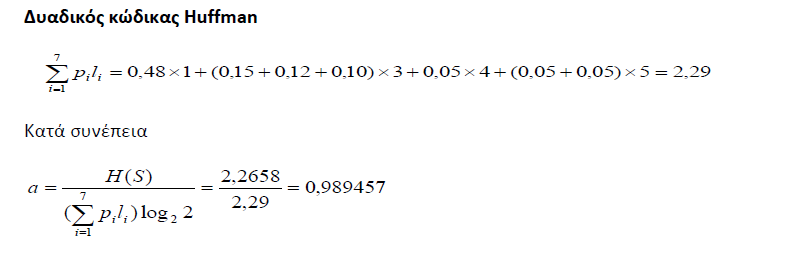 Δυαδικός κώδικας Huffman
7
∑ p_i l_i = 0,48×1+(0,15+0,12+0,10)×3+0,05×4+(0,05+0,05)×5 = 2,29
i=1
Κατά συνέπεια
a = H(S) / ((∑_{i=1}^{7} p_i l_i) log_2 2) = 2,2658 / 2,29 = 0,989457